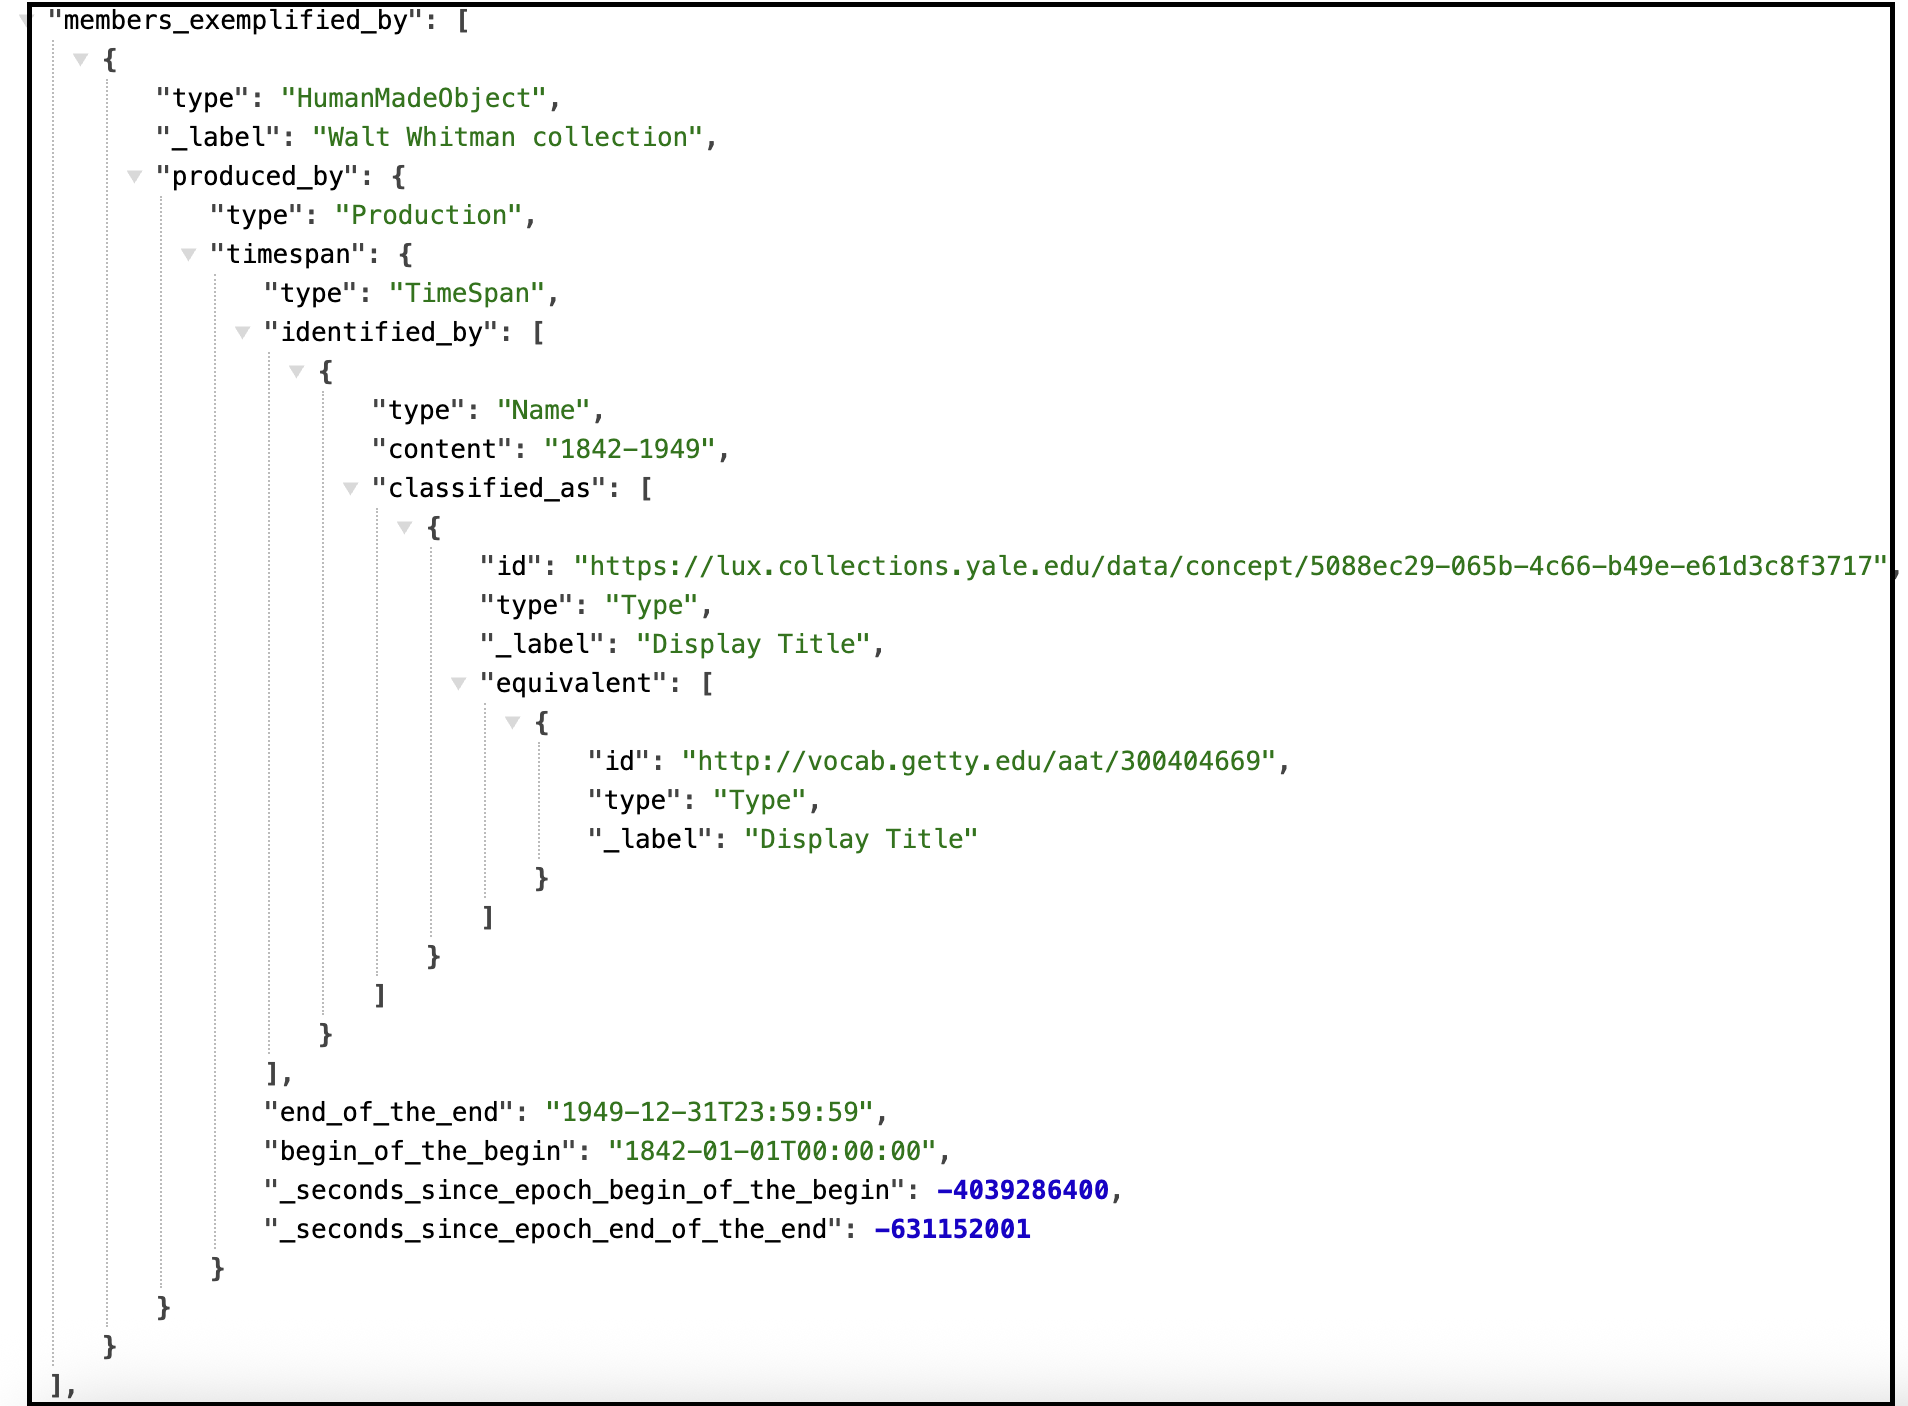 "members_exemplified_by": [
{
"type": "HumanMadeObject",
"_label": "Walt Whitman collection",
"produced_by": {
"type": "Production",
"timespan": {
"type": "TimeSpan",
"identified_by": [
{
"type": "Name",
"content": "1842-1949",
"classified_as": [
{
"id": "https://lux.collections.yale.edu/data/concept/5088ec29-065b-4c66-b49e-e61d3c8f3717",
"type": "Type",
"_label": "Display Title",
"equivalent": [
{
"id": "http://vocab.getty.edu/aat/300404669",
"type": "Type",
"_label": "Display Title"
}
]
}
]
}
],
"end_of_the_end": "1949-12-31T23:59:59",
"begin_of_the_begin": "1842-01-01T00:00:00",
"_seconds_since_epoch_begin_of_the_begin": -4039286400,
"_seconds_since_epoch_end_of_the_end": -631152001
}
}
}
],